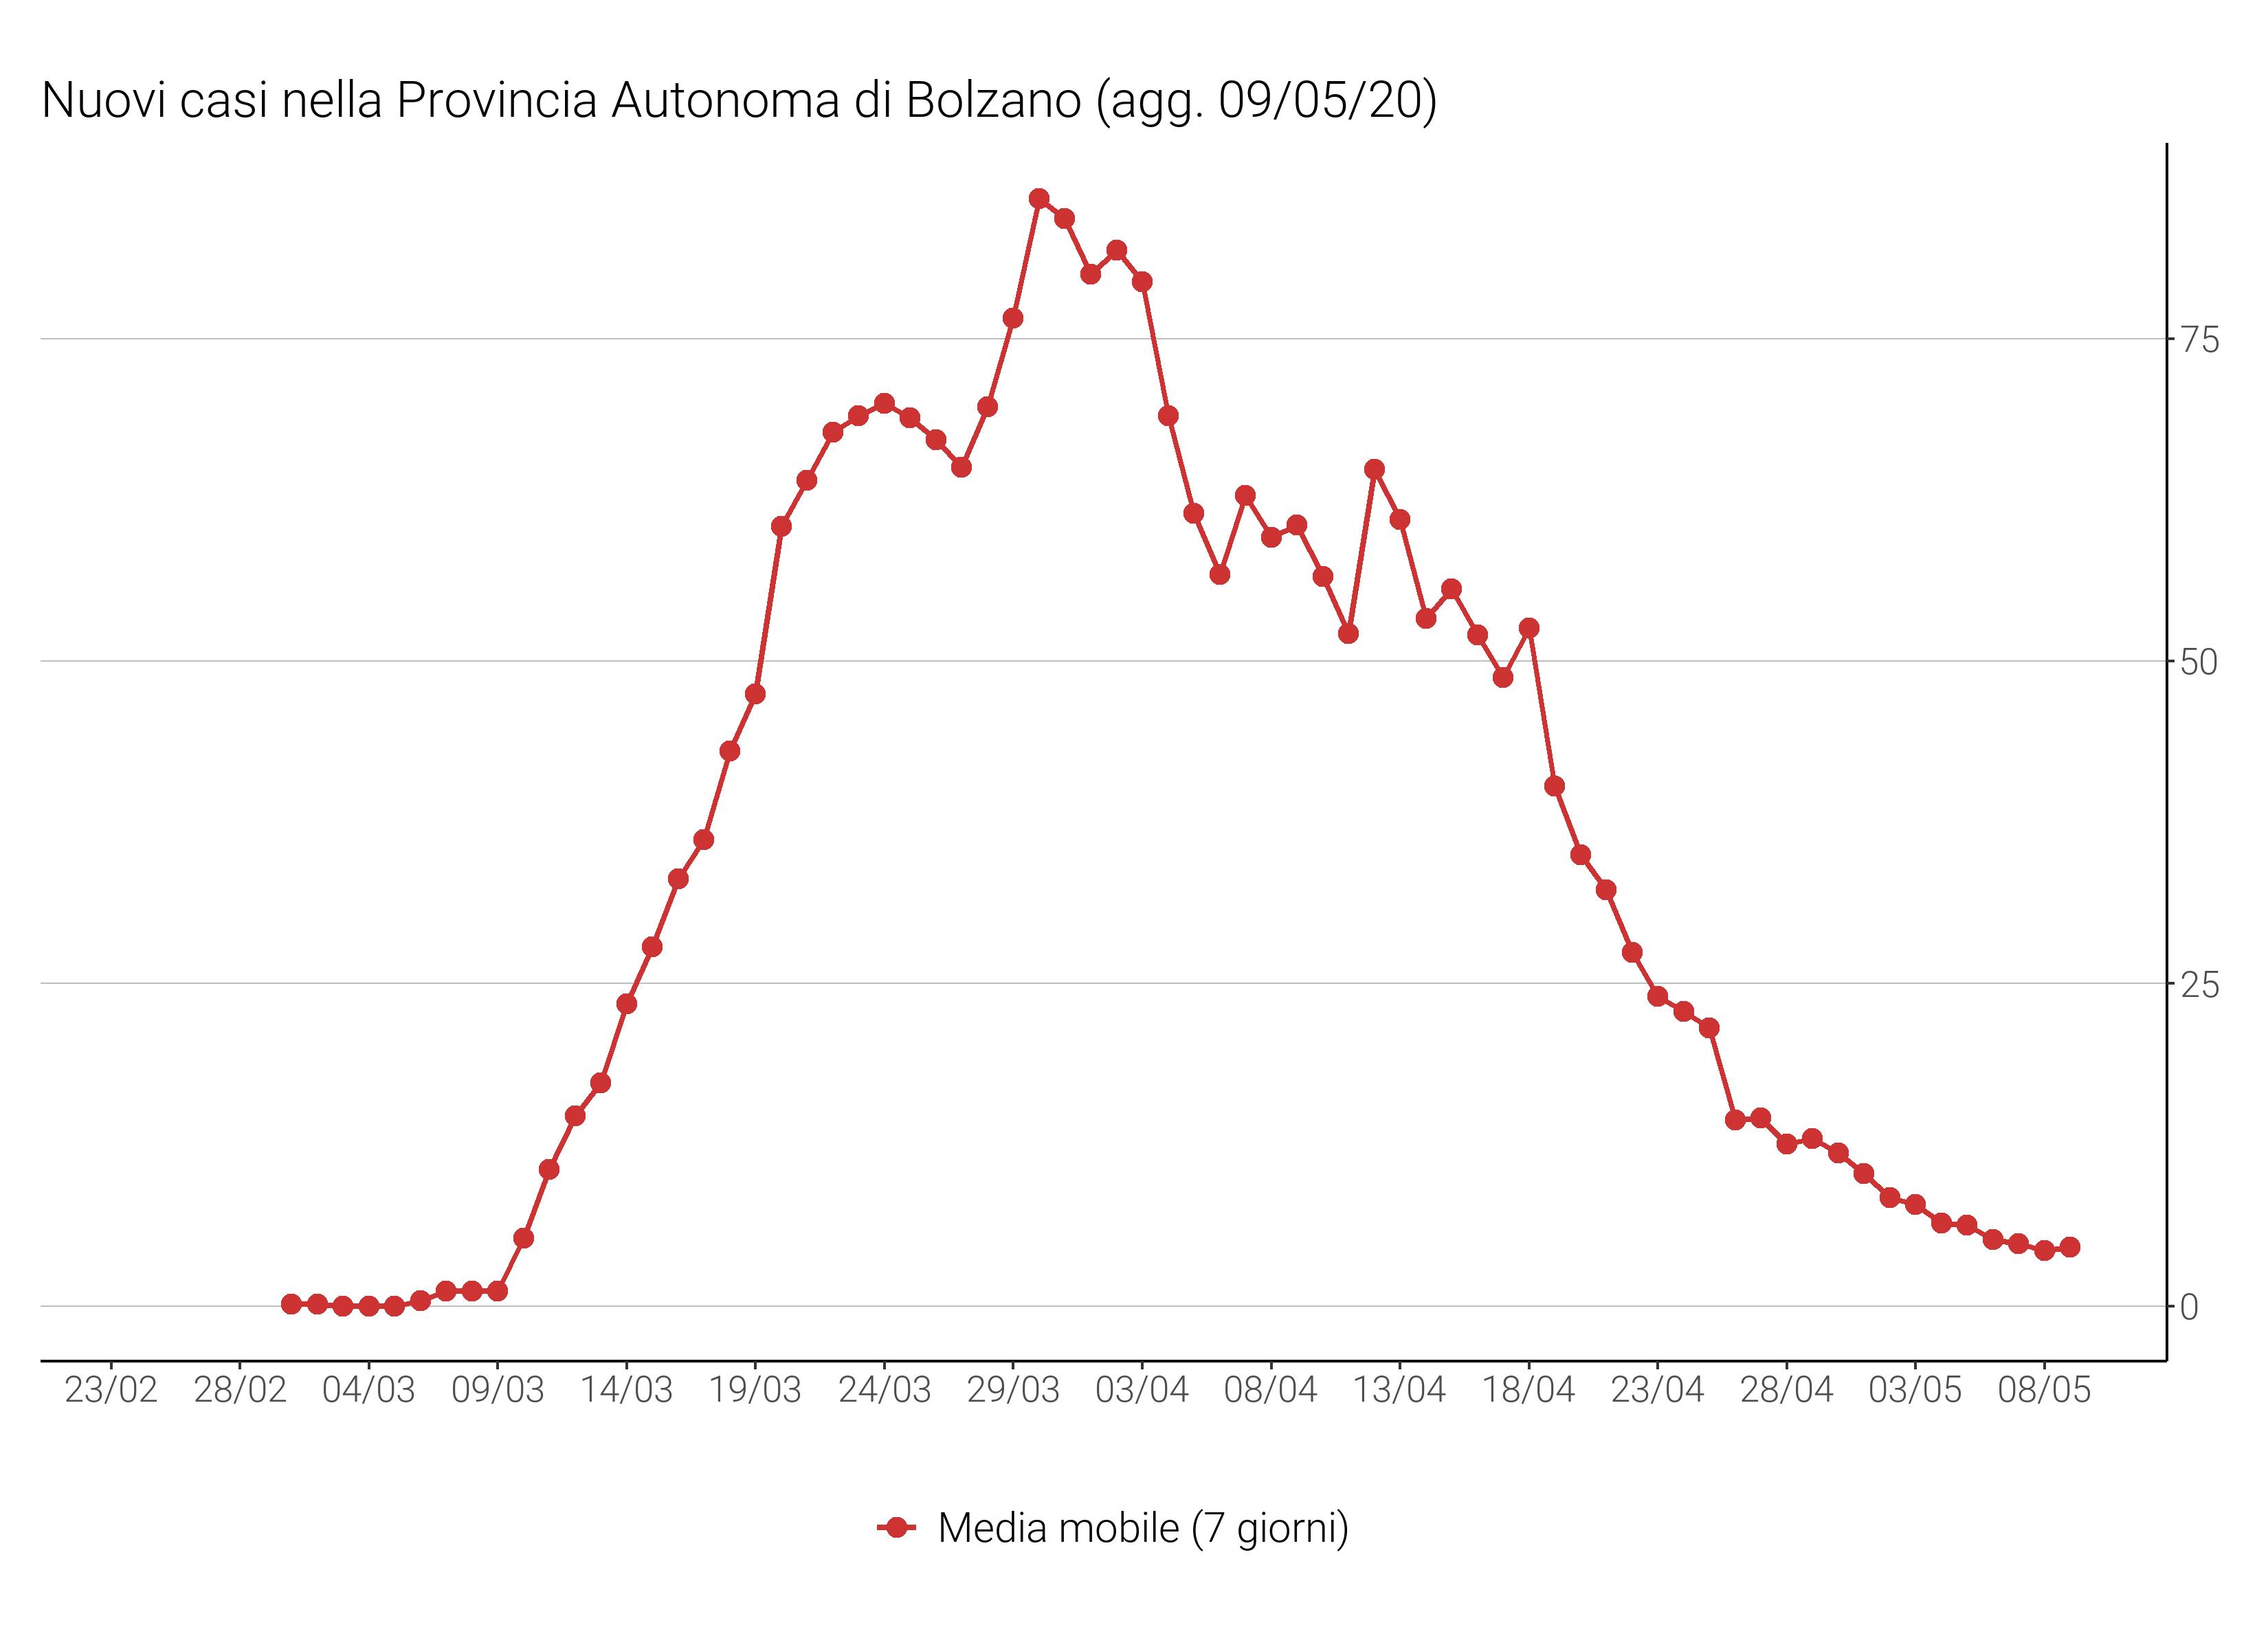 Nuovi casi nella Provincia Autonoma di Bolzano (agg. 09/05/20)
75
50
25
0
23/02 28/02 04/03 09/03 14/03 19/03 24/03 29/03 03/04 08/04 13/04 18/04 23/04 28/04 03/05 08/05
Media mobile (7 giorni)